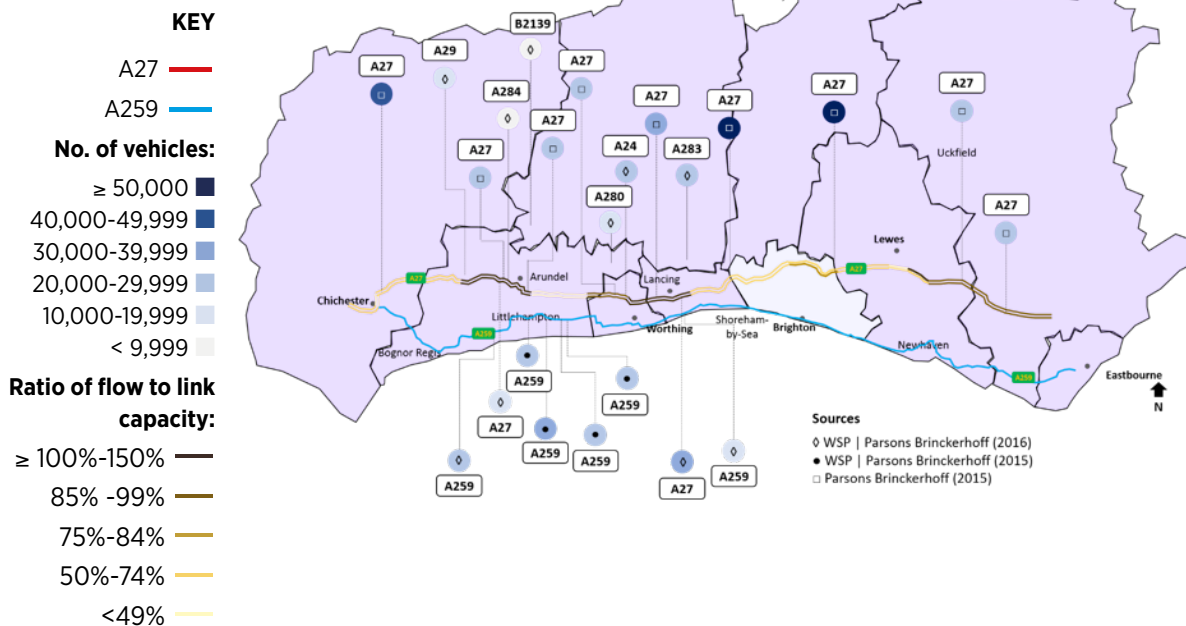 KEY
A27
A259
No. of vehicles:
≥ 50,000
40,000-49,999
30,000-39,999
20,000-29,999
10,000-19,999
< 9,999
Ratio of flow to link
capacity:
≥ 100%-150%
85% -99%
75%-84%
50%-74%
<49%
B2139
A29
A27
A27
A284
A27
A27
A27
A27
A27
A27
A24
A283
A280
A27
Uckfield
Lewes
A27
A27
Arundel
Lancing
Chichester
Littlehampton
Worthing
Shoreham-
by-Sea
Brighton
A259
Bognor Regis
Newhaven
A259
Eastbourne
N
A259
A259
A27
A259
A259
A259
A27
A259
Sources
◊ WSP | Parsons Brinckerhoff (2016)
● WSP | Parsons Brinckerhoff (2015)
□ Parsons Brinckerhoff (2015)